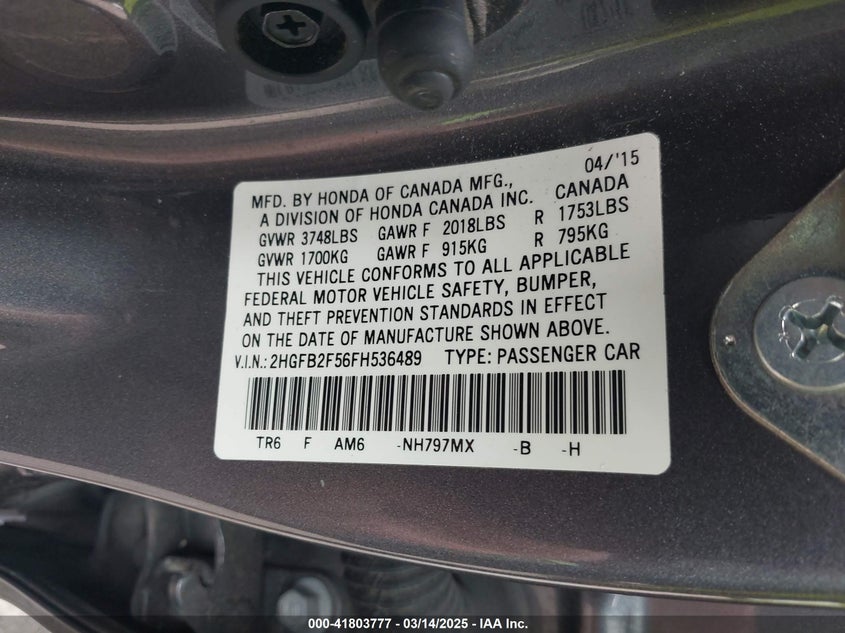 04/'15
MFD. BY HONDA OF CANADA MFG., CANADA
A DIVISION OF HONDA CANADA INC.
GVWR 3748LBS GAWR F 2018LBS R 1753LBS
GVWR 1700KG GAWR F 915KG R 795KG
THIS VEHICLE CONFORMS TO ALL APPLICABLE
FEDERAL MOTOR VEHICLE SAFETY, BUMPER,
AND THEFT PREVENTION STANDARDS IN EFFECT
ON THE DATE OF MANUFACTURE SHOWN ABOVE.
V.I.N.: 2HGFB2F56FH536489 TYPE: PASSENGER CAR
TR6 F AM6 -NH797MX -B -H
000-41803777 - 03/14/2025 - IAA Inc.